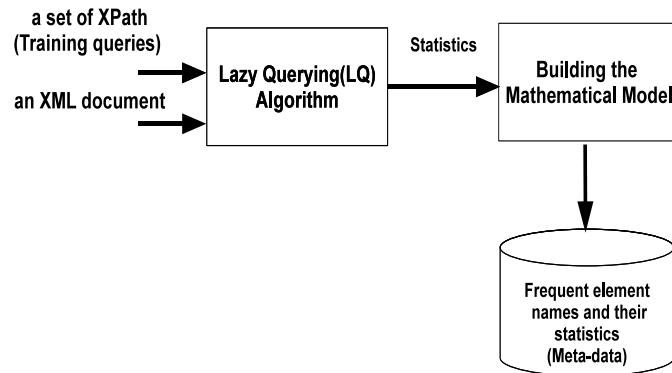 a set of XPath
(Training queries)
an XML document
Lazy Querying(LQ)
Algorithm
Statistics
Building the
Mathematical Model
Frequent element
names and their
statistics
(Meta-data)